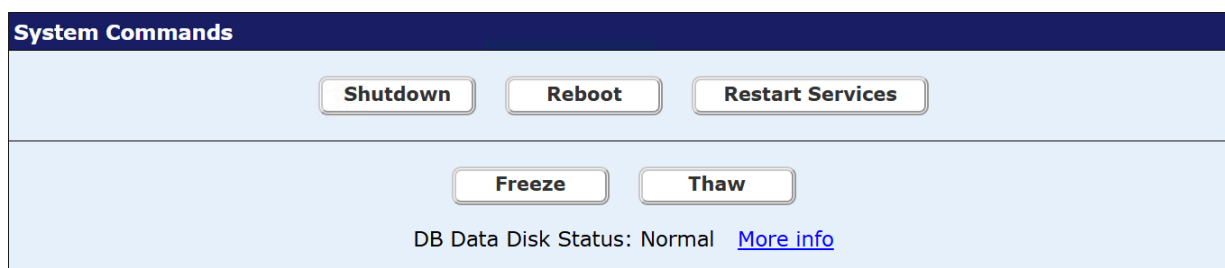 System Commands
Shutdown Reboot Restart Services
Freeze Thaw
DB Data Disk Status: Normal More info